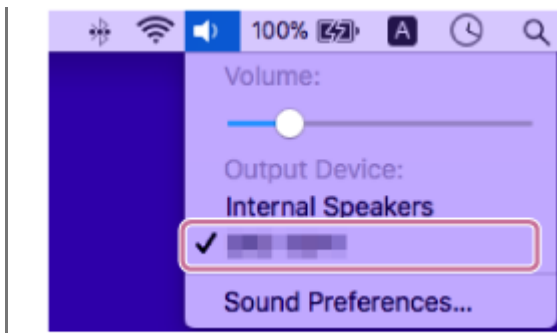 100% A
Volume:
Output Device:
Internal Speakers
Sound Preferences...